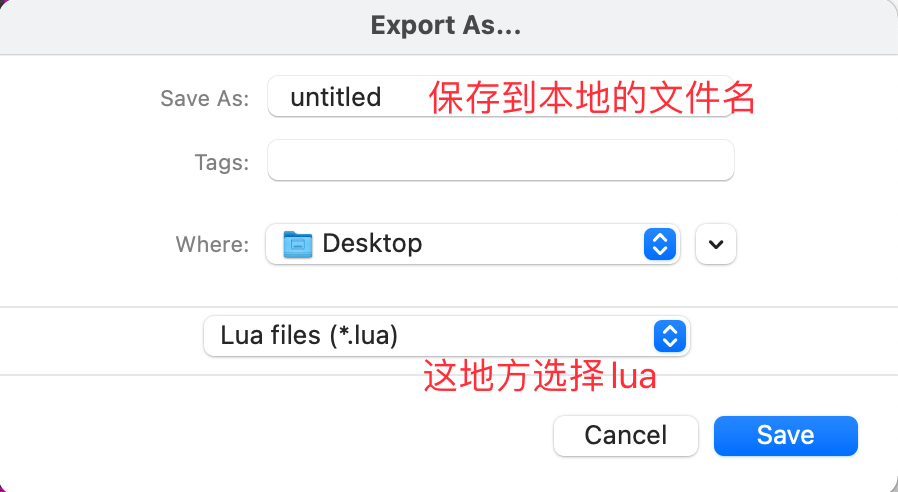 Export As...
Save As: untitled 保存到本地的文件名
Tags:
Where: Desktop
Lua files (*.lua)
这地方选择lua
Cancel Save